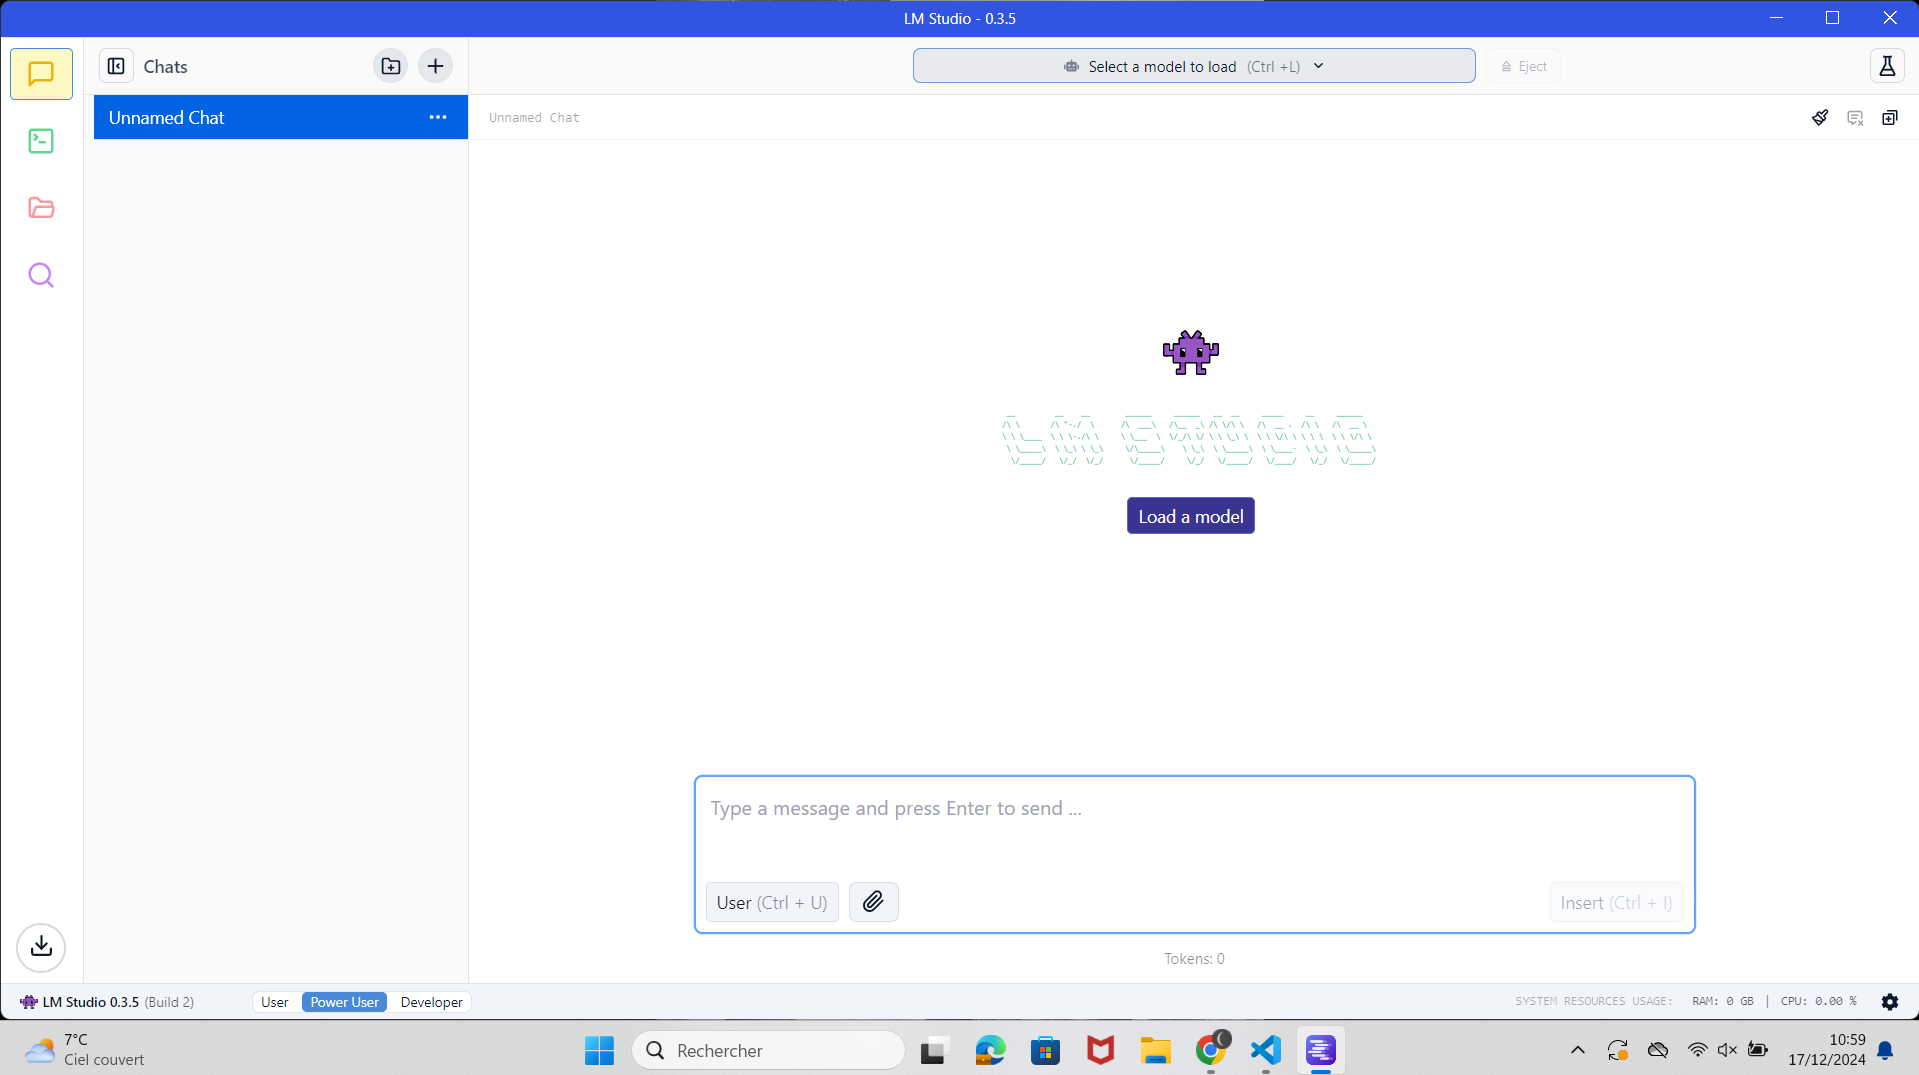 LM Studio - 0.3.5
Chats
Select a model to load (Ctrl +L)
Eject
Unnamed Chat
Unnamed Chat
LM STUDIO
Load a model
Type a message and press Enter to send ...
User (Ctrl + U)
Insert (Ctrl + I)
Tokens: 0
LM Studio 0.3.5 (Build 2)
User
Power User
Developer
SYSTEM RESOURCES USAGE: RAM: 0 GB | CPU: 0.00 %
7°C
Ciel couvert
Rechercher
10:59
17/12/2024